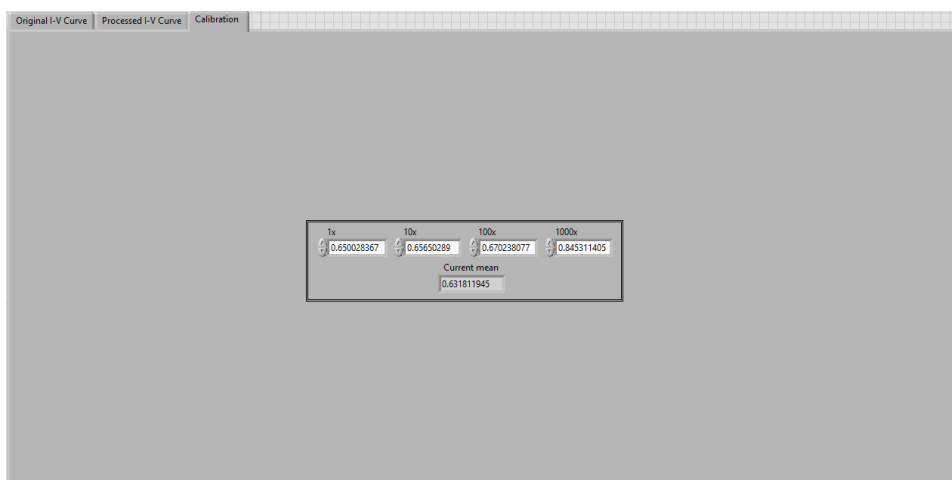 Original I-V Curve Processed I-V Curve Calibration
1x 10x 100x 1000x
0.650028367 0.65650289 0.670238077 0.845311405
Current mean
0.631811945